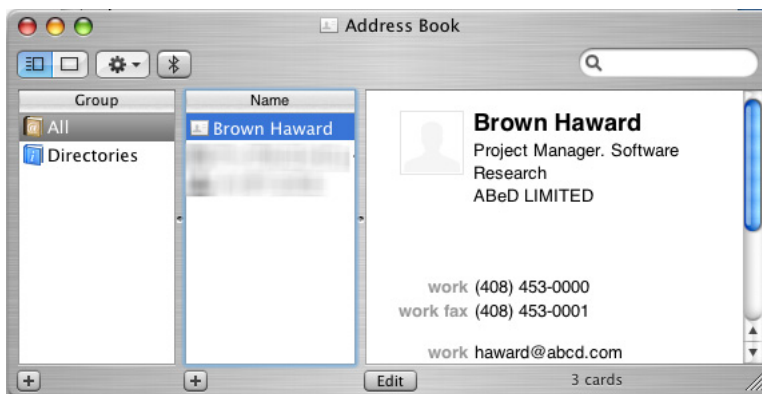 Address Book
Group
Name
All
Directories
Brown Haward
Brown Haward
Project Manager. Software
Research
ABeD LIMITED
work (408) 453-0000
work fax (408) 453-0001
work haward@abcd.com
Edit
3 cards